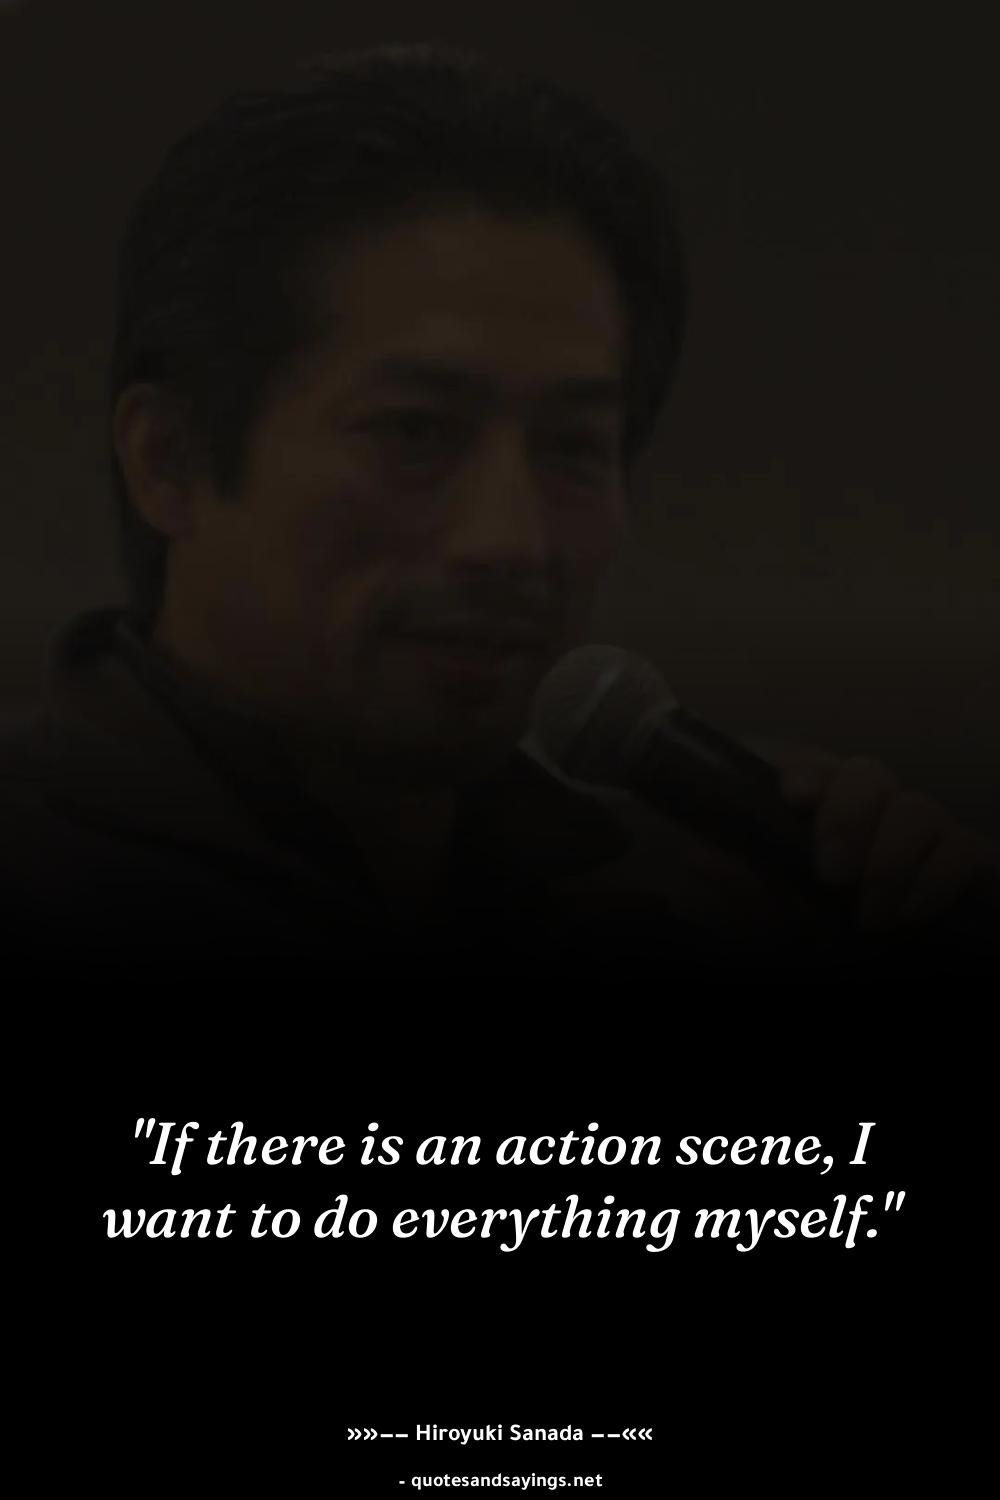 "If there is an action scene, I
want to do everything myself."
»»−− Hiroyuki Sanada −−««
- quotesandsayings.net